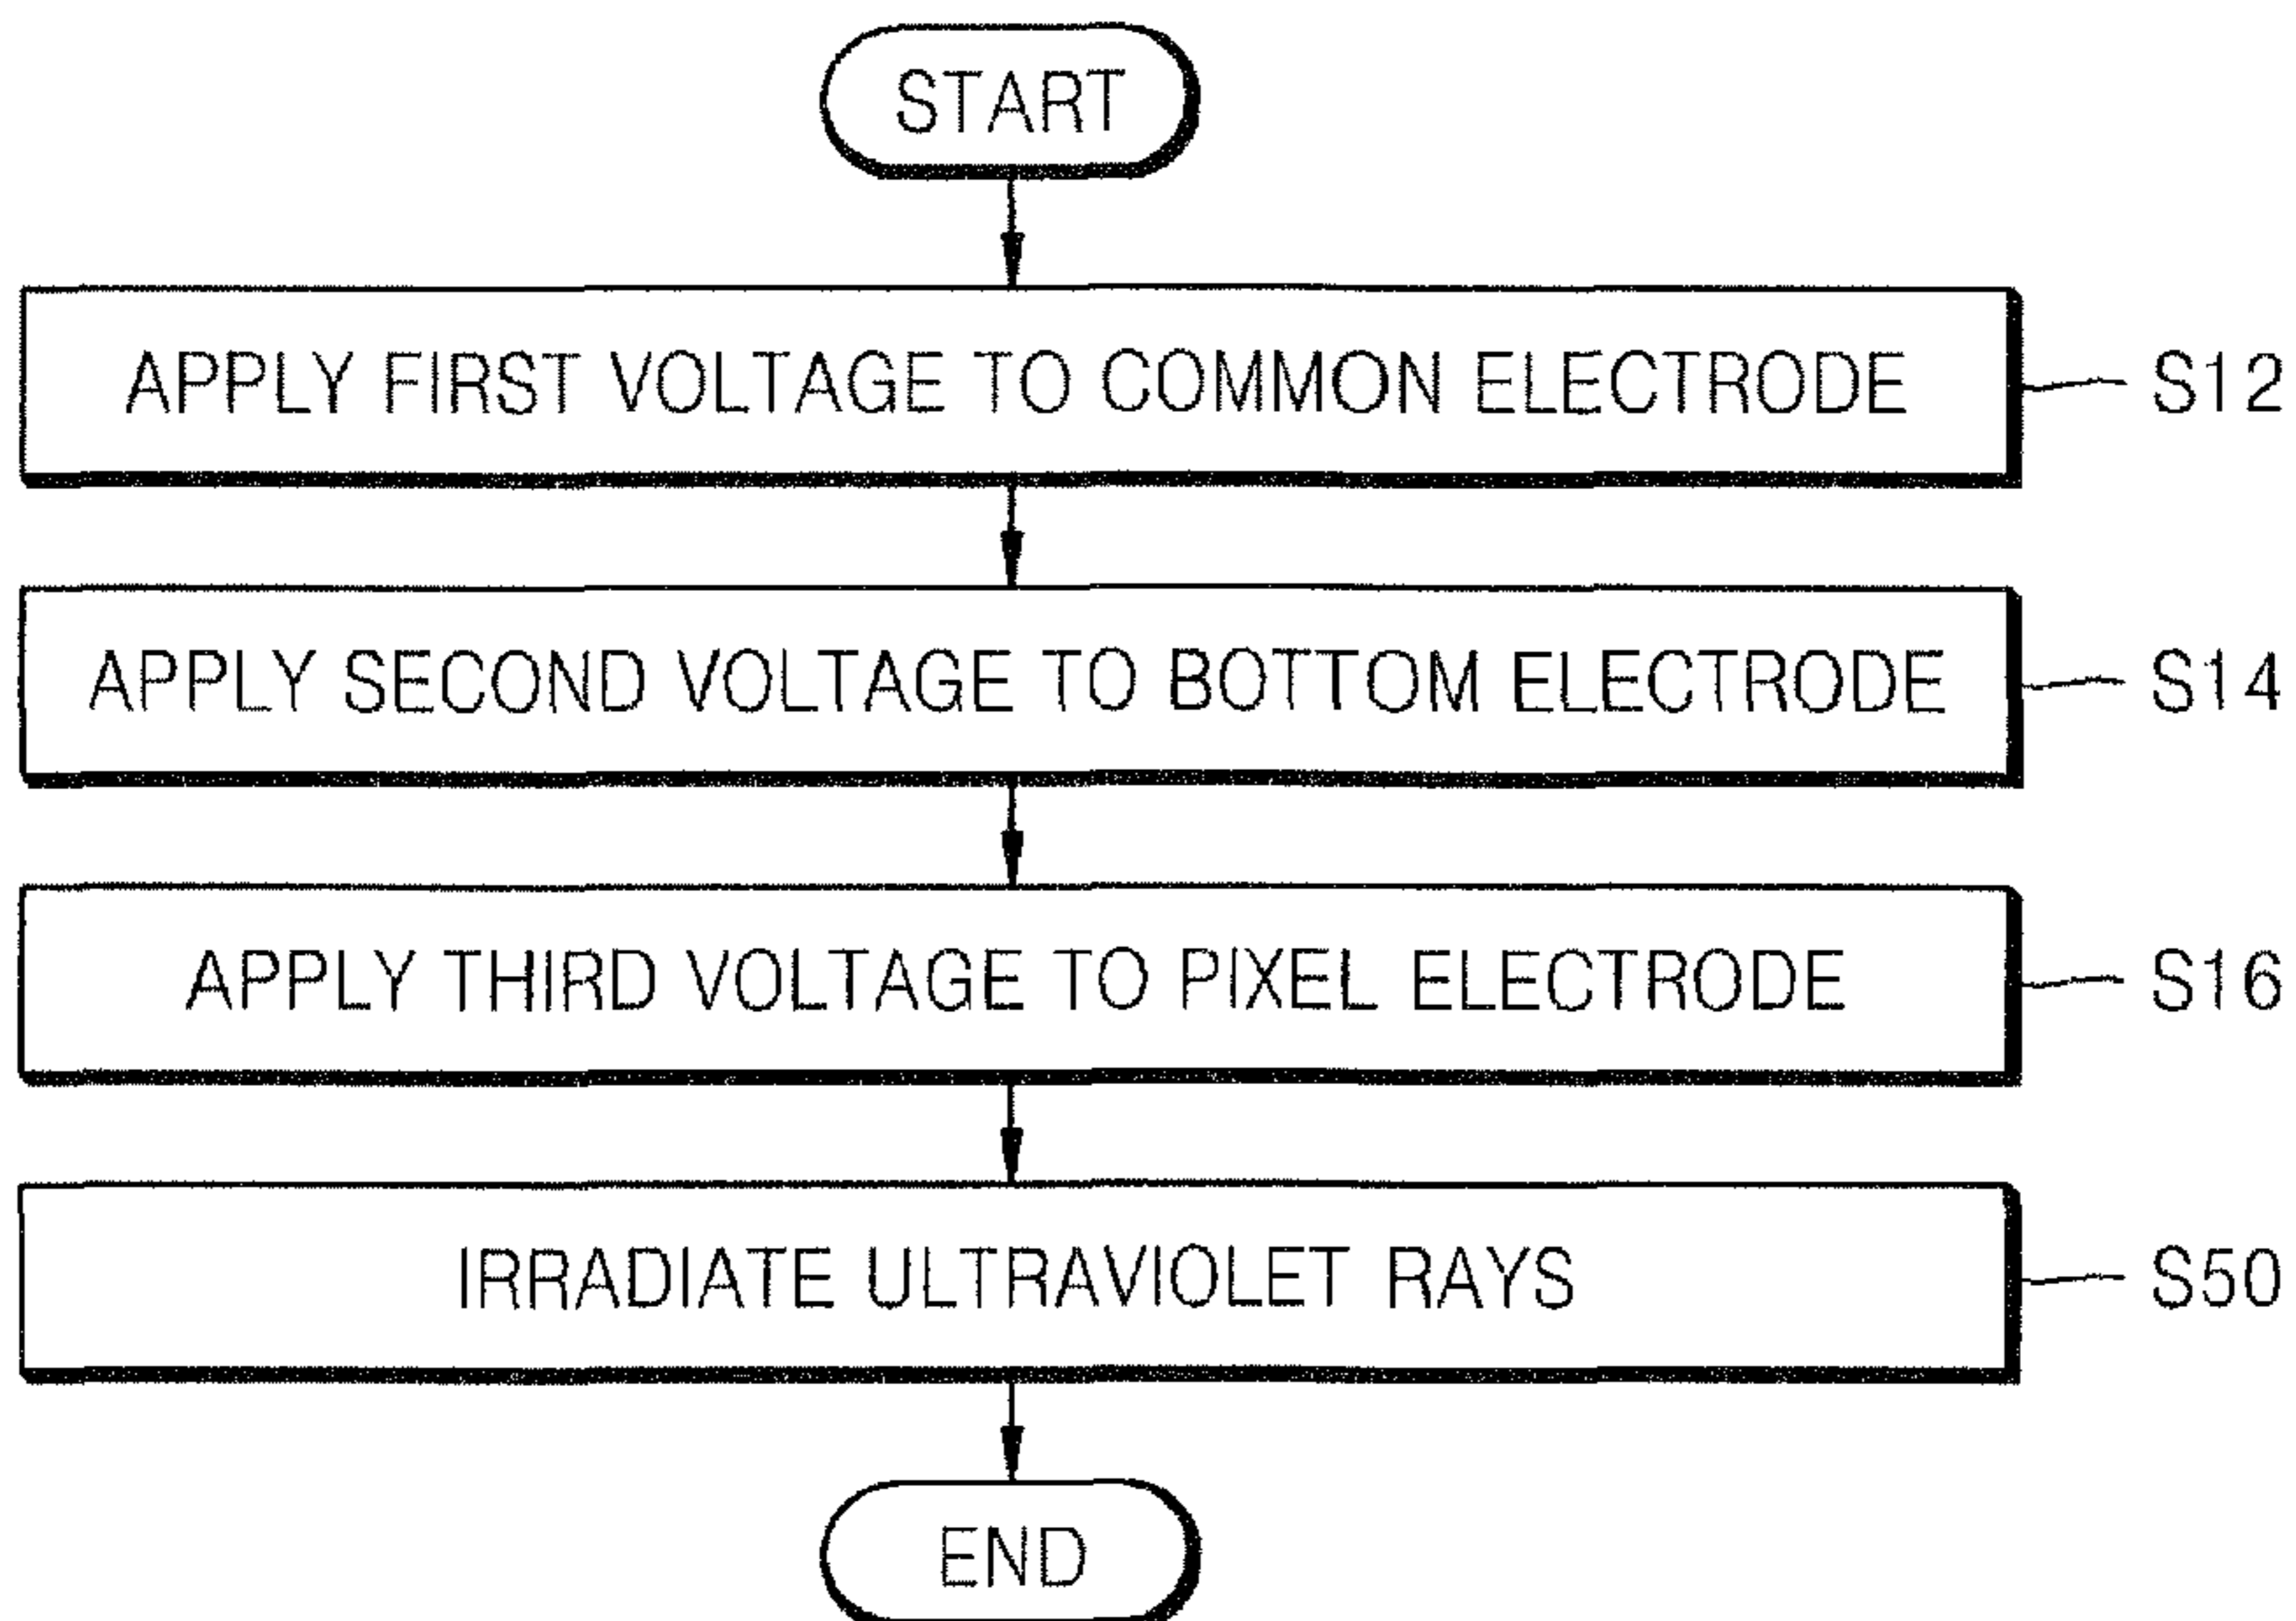 START
APPLY FIRST VOLTAGE TO COMMON ELECTRODE S12
APPLY SECOND VOLTAGE TO BOTTOM ELECTRODE S14
APPLY THIRD VOLTAGE TO PIXEL ELECTRODE S16
IRRADIATE ULTRAVIOLET RAYS S50
END